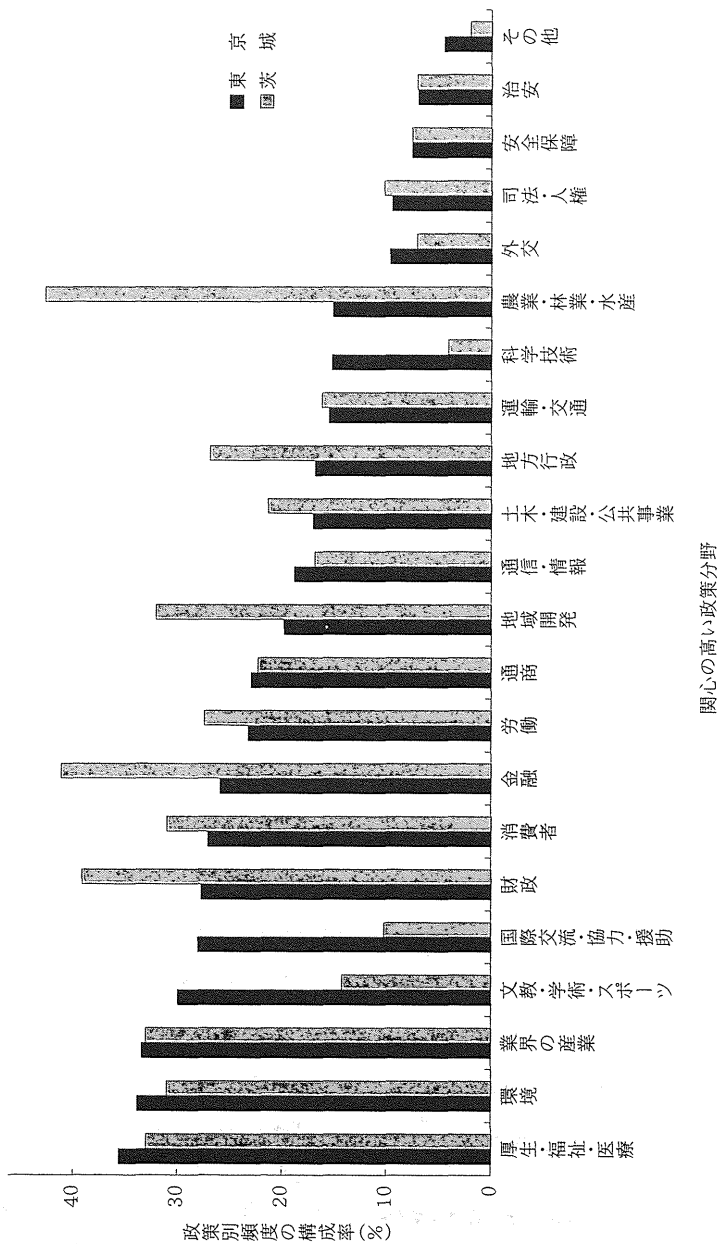 政策別頻度の構成率(%)
40
30
20
10
0
■東京
茨城
厚生・福祉・医療
環境
業界の産業
文教・学術・スポーツ
国際交流・協力・援助
財政
消費者
金融
労働
通商
地域開発
通信・情報
土木・建設・公共事業
地方行政
運輸・交通
科学技術
農業・林業・水産
外交
司法・人権
安全保障
治安
その他
関心の高い政策分野